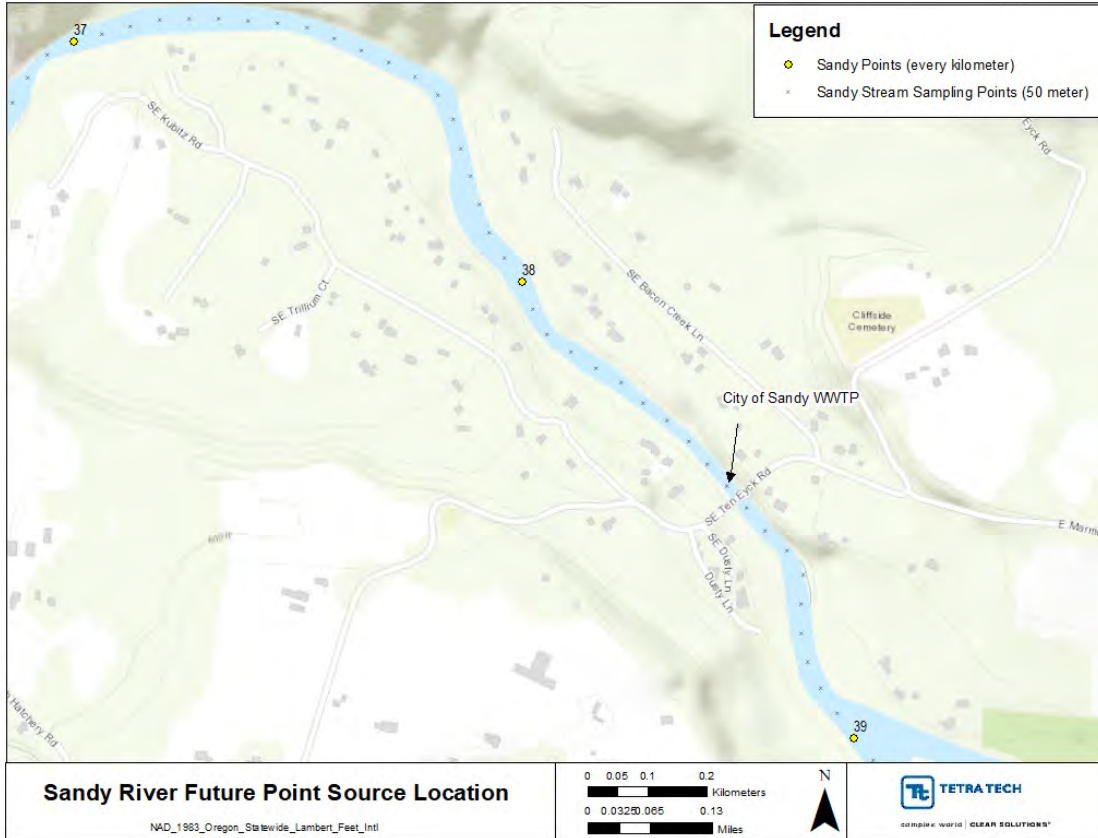 37
Legend
Sandy Points (every kilometer)
Sandy Stream Sampling Points (50 meter)
Eyck Rd
SE Kubitz Rd
38
SE Bacon Creek Ln
SE Trillium Ct
Cliffside
Cemetery
City of Sandy WWTP
SE Ten Eyck Rd
E Marm
SE Dusty Ln
Dusty Ln
Hatchery Rd
39
Sandy River Future Point Source Location
NAD_1983_Oregon_Statewide_Lambert_Feet_Intl
0 0.05 0.1 0.2
Kilometers
0 0.0325 0.065 0.13
Miles
N
TETRA TECH
complex world | CLEAR SOLUTIONS